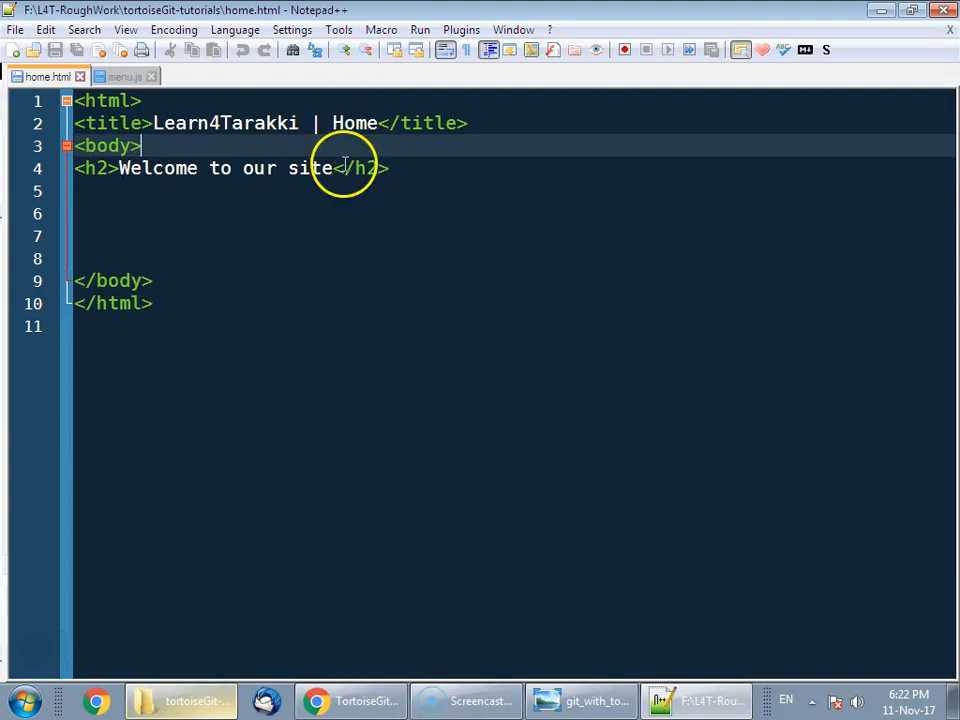 F:\L4T-RoughWork\tortoiseGit-tutorials\home.html - Notepad++
File Edit Search View Encoding Language Settings Tools Macro Run Plugins Window ? X
home.html menu.js
1 <html>
2 <title>Learn4Tarakki | Home</title>
3 <body>
4 <h2>Welcome to our site</h2>
5
6
7
8
9 </body>
10 </html>
11
tortoiseGit-... TortoiseGit... Screencast... git_with_to... F:\L4T-Rou... EN 6:22 PM
11-Nov-17